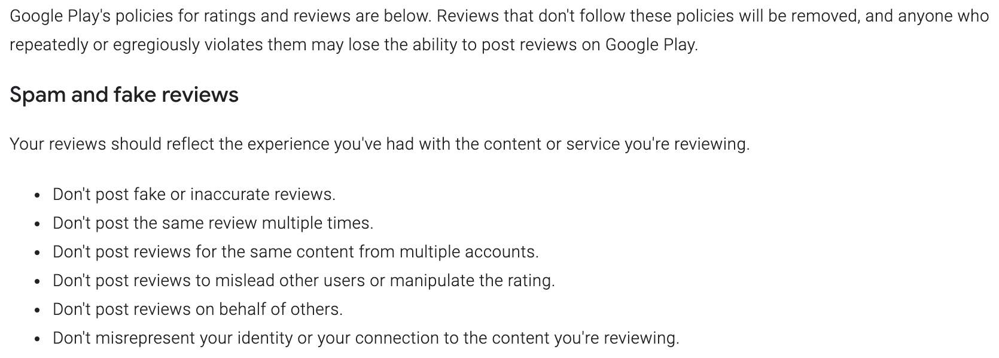 Google Play's policies for ratings and reviews are below. Reviews that don't follow these policies will be removed, and anyone who
repeatedly or egregiously violates them may lose the ability to post reviews on Google Play.
Spam and fake reviews
Your reviews should reflect the experience you've had with the content or service you're reviewing.
• Don't post fake or inaccurate reviews.
• Don't post the same review multiple times.
• Don't post reviews for the same content from multiple accounts.
• Don't post reviews to mislead other users or manipulate the rating.
• Don't post reviews on behalf of others.
• Don't misrepresent your identity or your connection to the content you're reviewing.